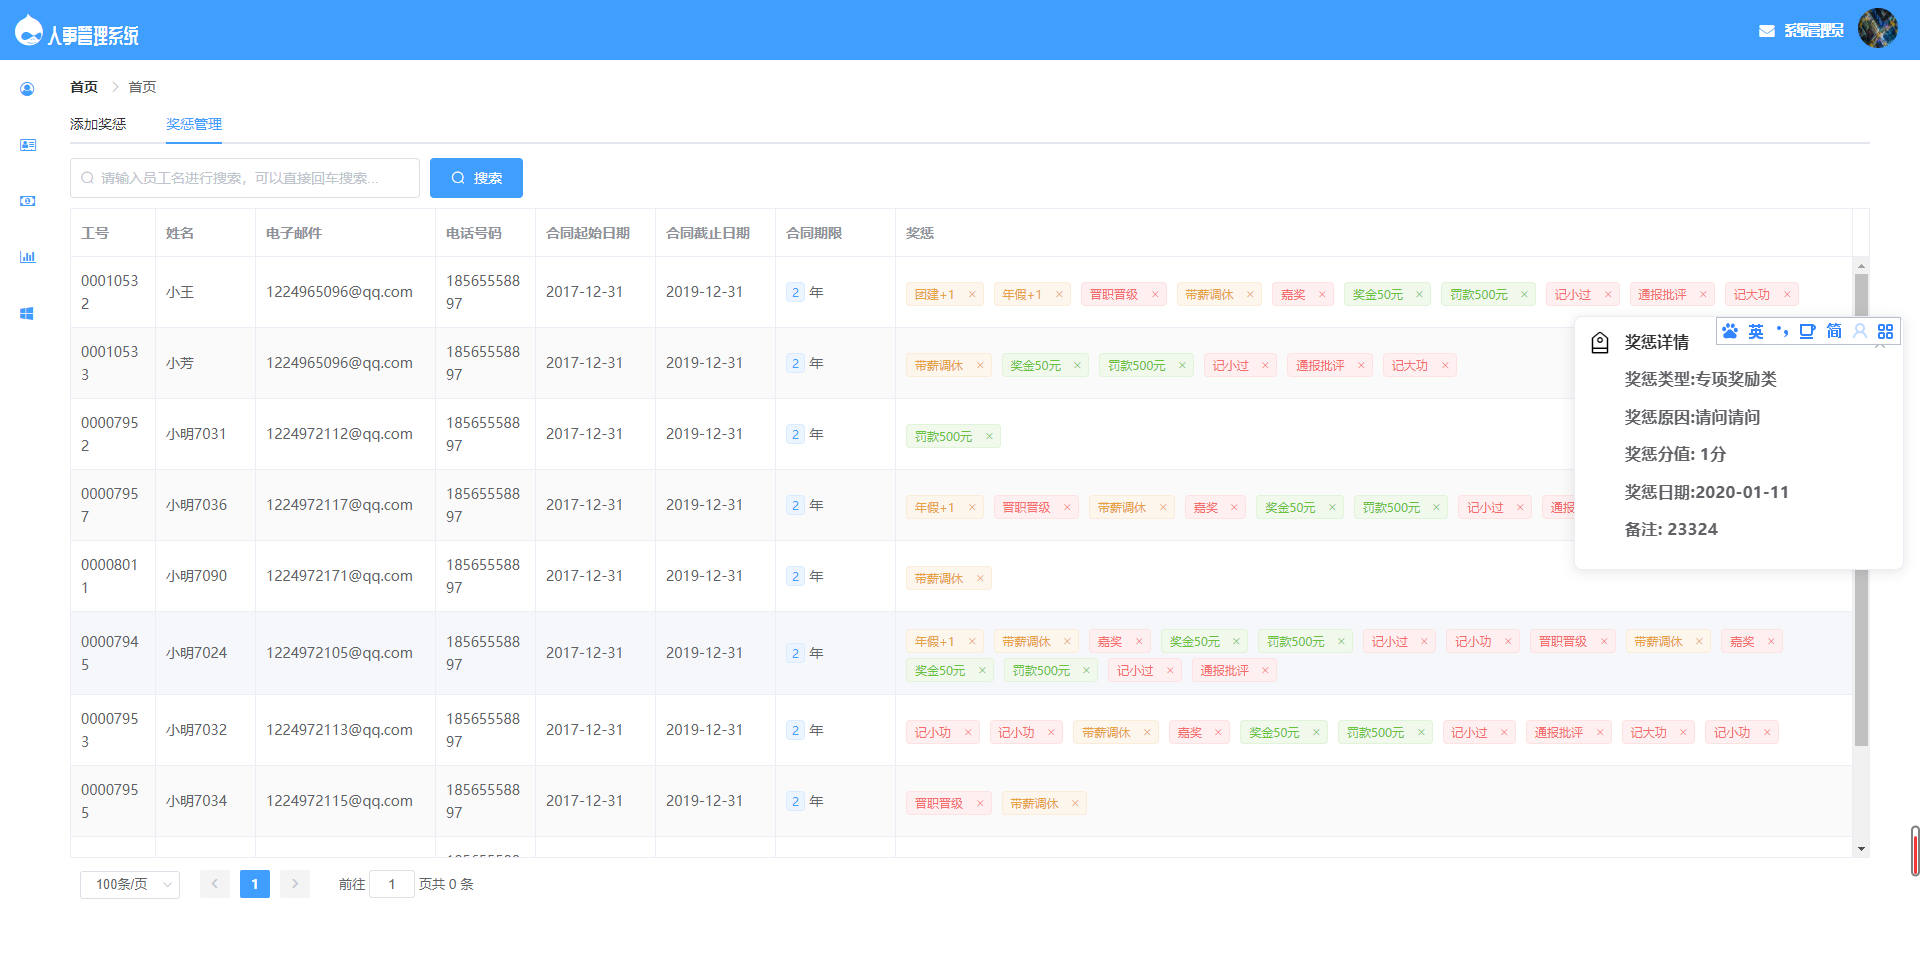 人事管理系统
系统管理员
首页 首页
添加奖惩 奖惩管理
请输入员工名进行搜索，可以直接回车搜索...
搜索
工号 姓名 电子邮件 电话号码 合同起始日期 合同截止日期 合同期限 奖惩
00010532 小王 1224965096@qq.com 18565558897 2017-12-31 2019-12-31 2 年 团建+1 年假+1 晋职晋级 带薪调休 嘉奖 奖金50元 罚款500元 记小过 通报批评 记大功
00010533 小芳 1224965096@qq.com 18565558897 2017-12-31 2019-12-31 2 年 带薪调休 奖金50元 罚款500元 记小过 通报批评 记大功
00007952 小明7031 1224972112@qq.com 18565558897 2017-12-31 2019-12-31 2 年 罚款500元
00007957 小明7036 1224972117@qq.com 18565558897 2017-12-31 2019-12-31 2 年 年假+1 晋职晋级 带薪调休 嘉奖 奖金50元 罚款500元 记小过 通报
00008011 小明7090 1224972171@qq.com 18565558897 2017-12-31 2019-12-31 2 年 带薪调休
00007945 小明7024 1224972105@qq.com 18565558897 2017-12-31 2019-12-31 2 年 年假+1 带薪调休 嘉奖 奖金50元 罚款500元 记小过 记小功 晋职晋级 带薪调休 嘉奖
奖金50元 罚款500元 记小过 通报批评
00007953 小明7032 1224972113@qq.com 18565558897 2017-12-31 2019-12-31 2 年 记小功 记小功 带薪调休 嘉奖 奖金50元 罚款500元 记小过 通报批评 记大功 记小功
00007955 小明7034 1224972115@qq.com 18565558897 2017-12-31 2019-12-31 2 年 晋职晋级 带薪调休
英 简
奖惩详情
奖惩类型:专项奖励类
奖惩原因:请问请问
奖惩分值: 1分
奖惩日期:2020-01-11
备注: 23324
100条/页 1 前往 1 页共 0 条